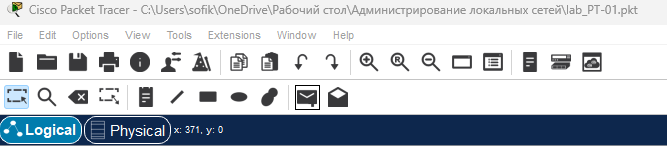 Cisco Packet Tracer - C:\Users\sofik\OneDrive\Рабочий стол\Администрирование локальных сетей\lab_PT-01.pkt
File Edit Options View Tools Extensions Window Help
Logical Physical x: 371, y: 0